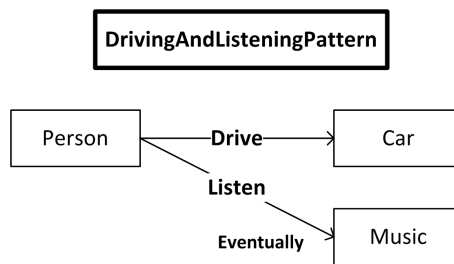 DrivingAndListeningPattern
Person
Drive
Car
Listen
Eventually
Music